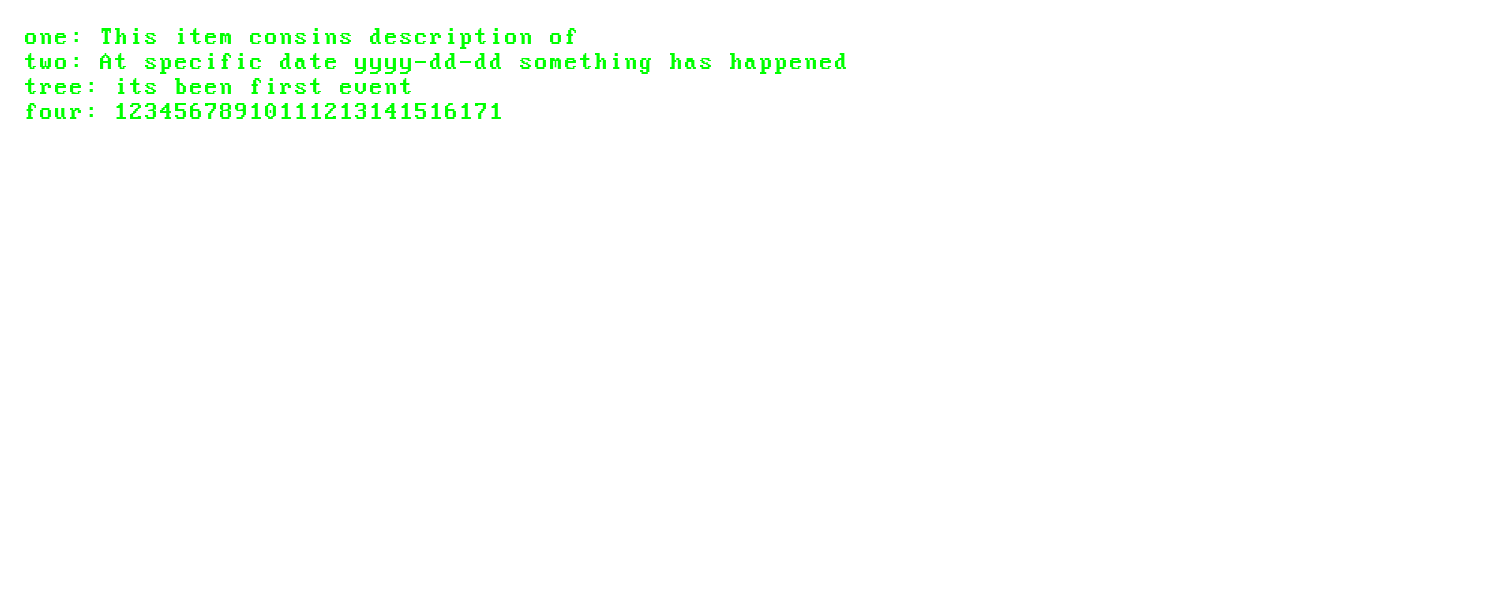 one: This item consins description of
two: At specific date yyyy-dd-dd something has happened
tree: its been first event
four: 12345678910111213141516171